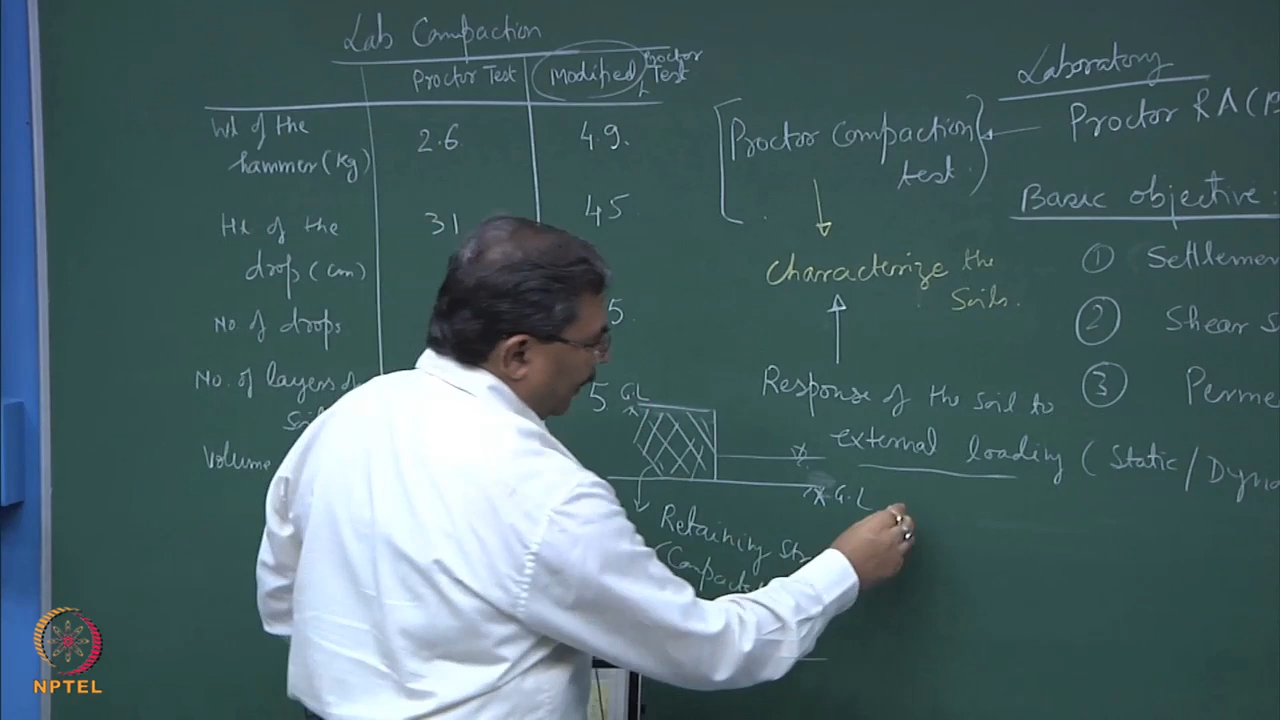 Lab Compaction
Proctor Test
Modified Proctor Test
Wt of the hammer (kg)
2.6
4.9.
Ht of the drop (cm)
31
45
No. of drops
5.
No. of layers of
5
Volume
G.L
G.L
Retaining
[Proctor Compaction test.]
Characterize the Soils.
Response of the soil to
external loading (Static/
Laboratory
Proctor RA
Basic objective
① Settlemen
② Shear S
③ Perme
NPTEL